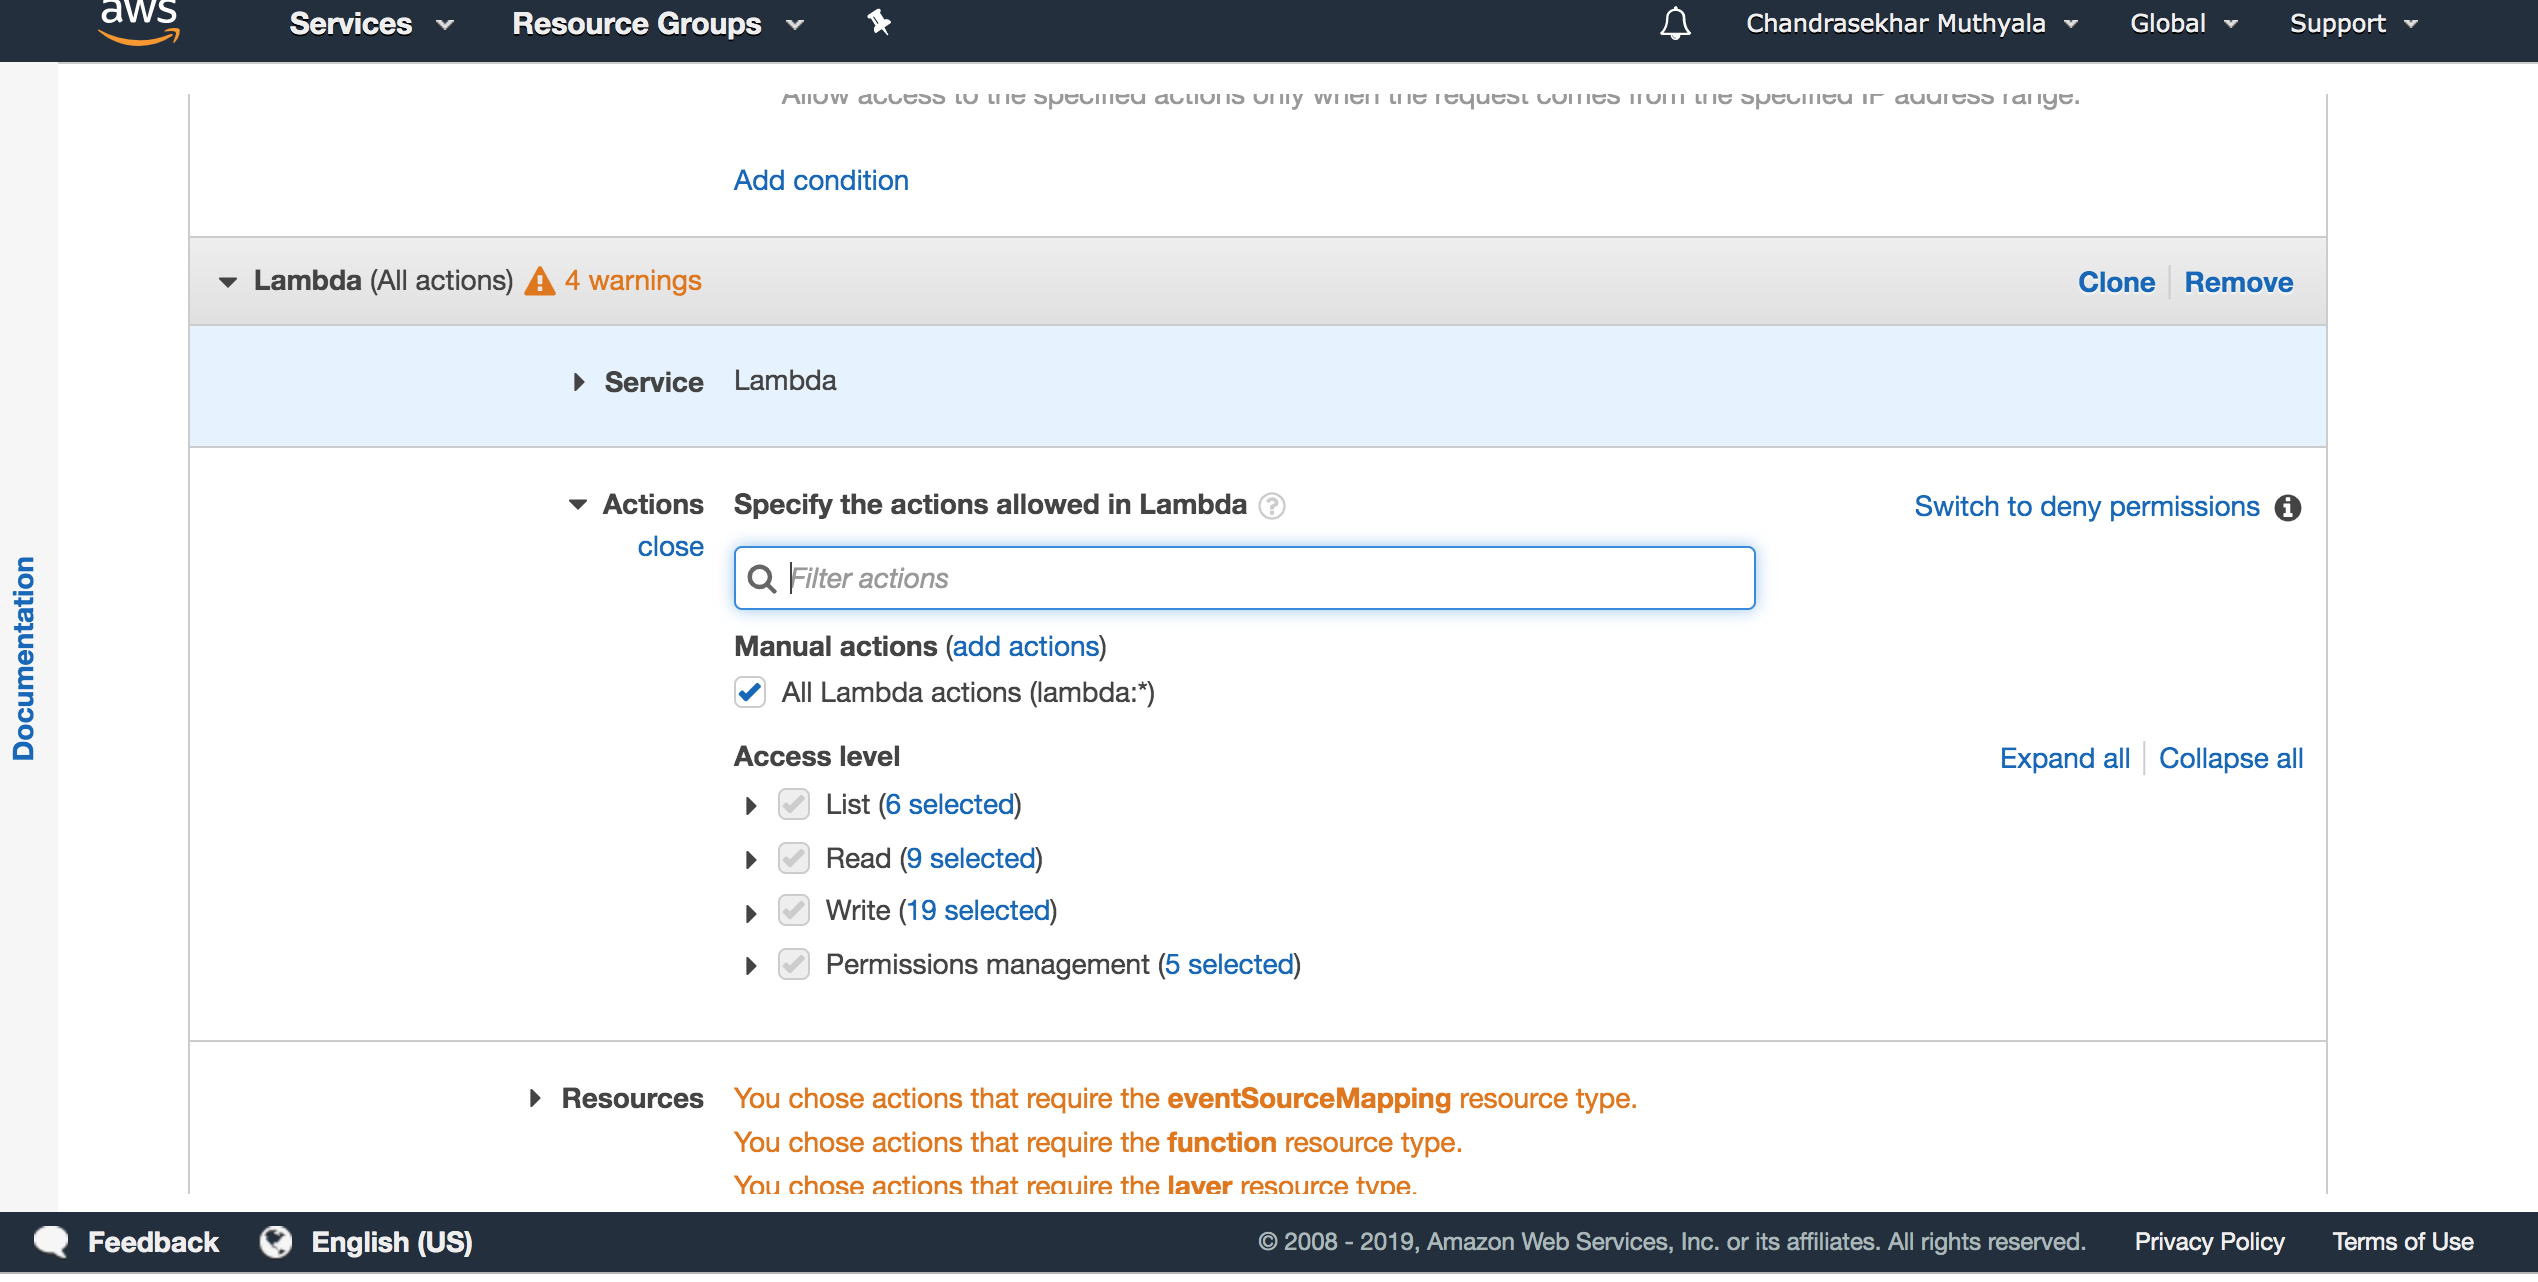 aws
Services
Resource Groups
Chandrasekhar Muthyala
Global
Support
Allow access to the specified actions only when the request comes from the specified IP address range.
Add condition
Lambda (All actions) 4 warnings
Clone
Remove
Service
Lambda
Actions
Specify the actions allowed in Lambda ?
Switch to deny permissions i
close
Filter actions
Manual actions (add actions)
All Lambda actions (lambda:*)
Documentation
Access level
Expand all
Collapse all
List (6 selected)
Read (9 selected)
Write (19 selected)
Permissions management (5 selected)
Resources
You chose actions that require the eventSourceMapping resource type.
You chose actions that require the function resource type.
You chose actions that require the layer resource type.
Feedback
English (US)
© 2008 - 2019, Amazon Web Services, Inc. or its affiliates. All rights reserved.
Privacy Policy
Terms of Use